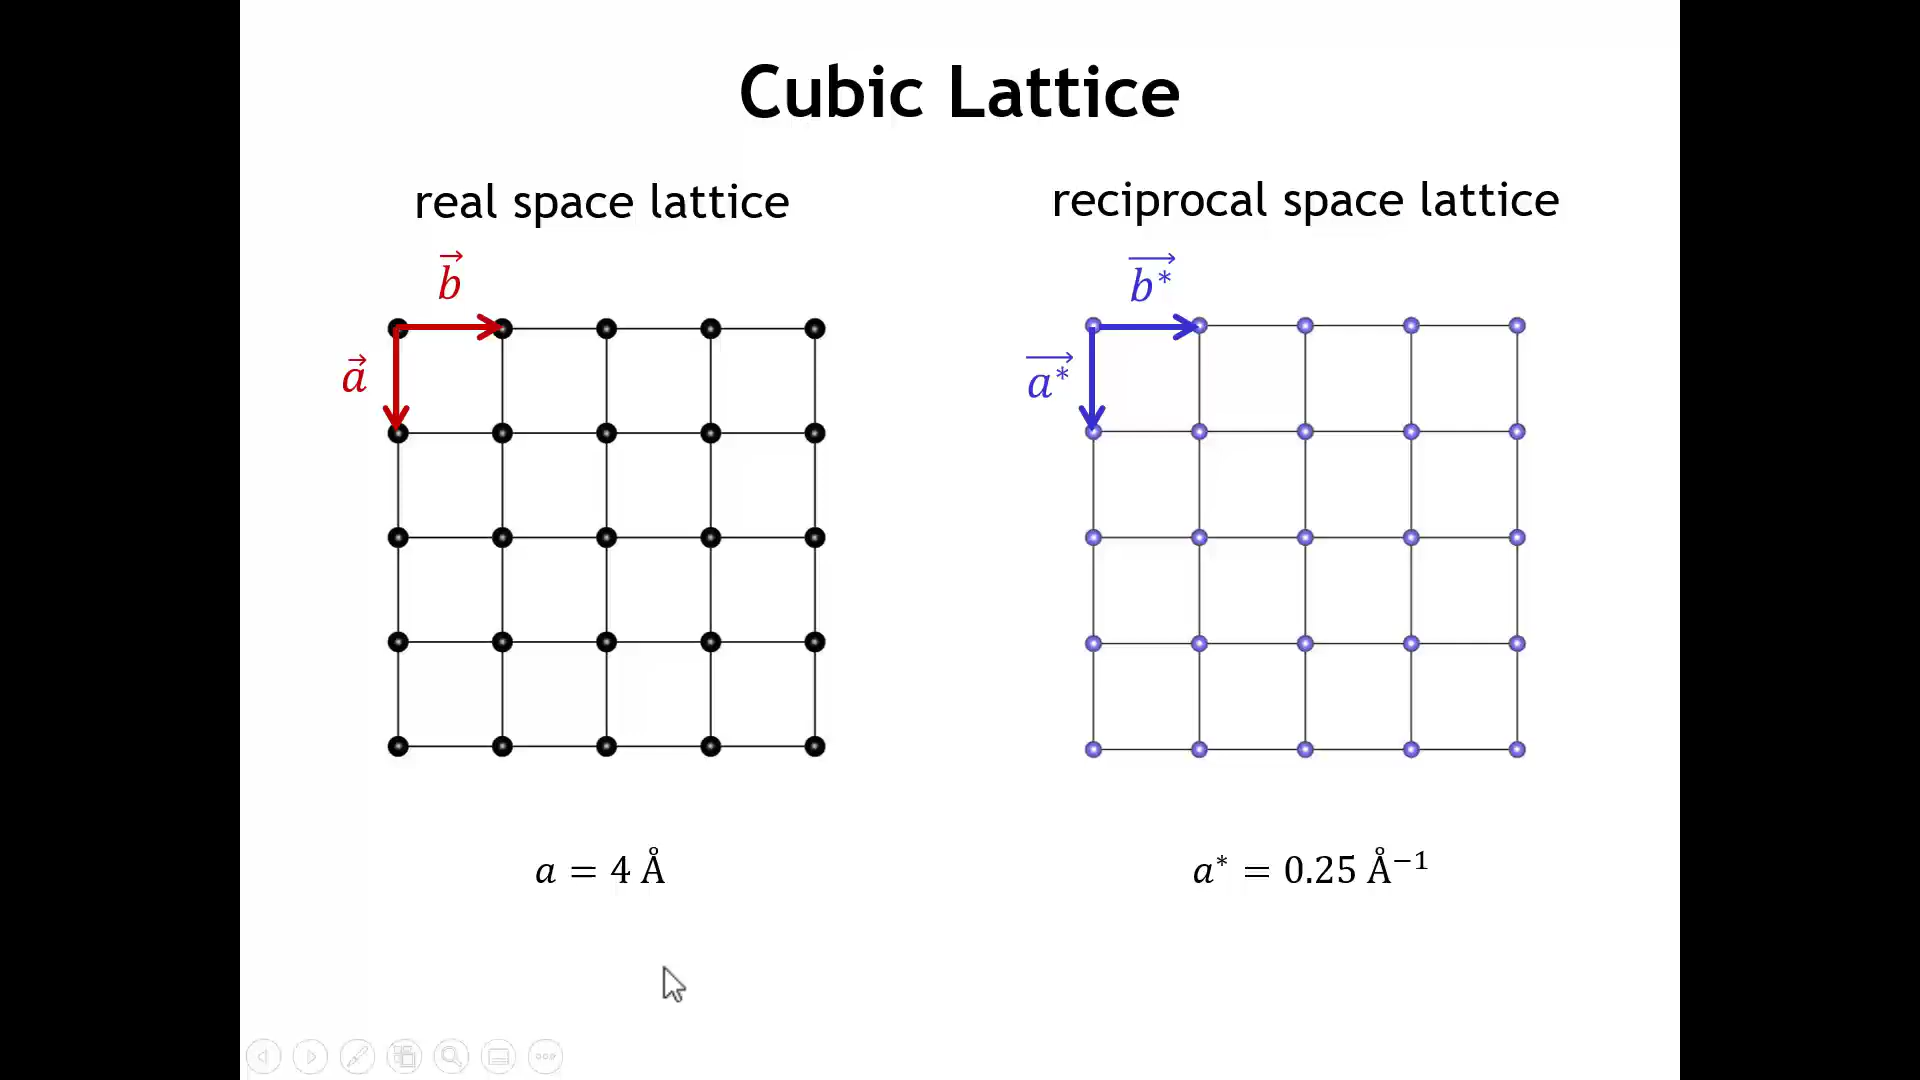 Cubic Lattice
real space lattice
reciprocal space lattice
b⃗
a⃗
b*⃗
a*⃗
a = 4 Å
a* = 0.25 Å⁻¹